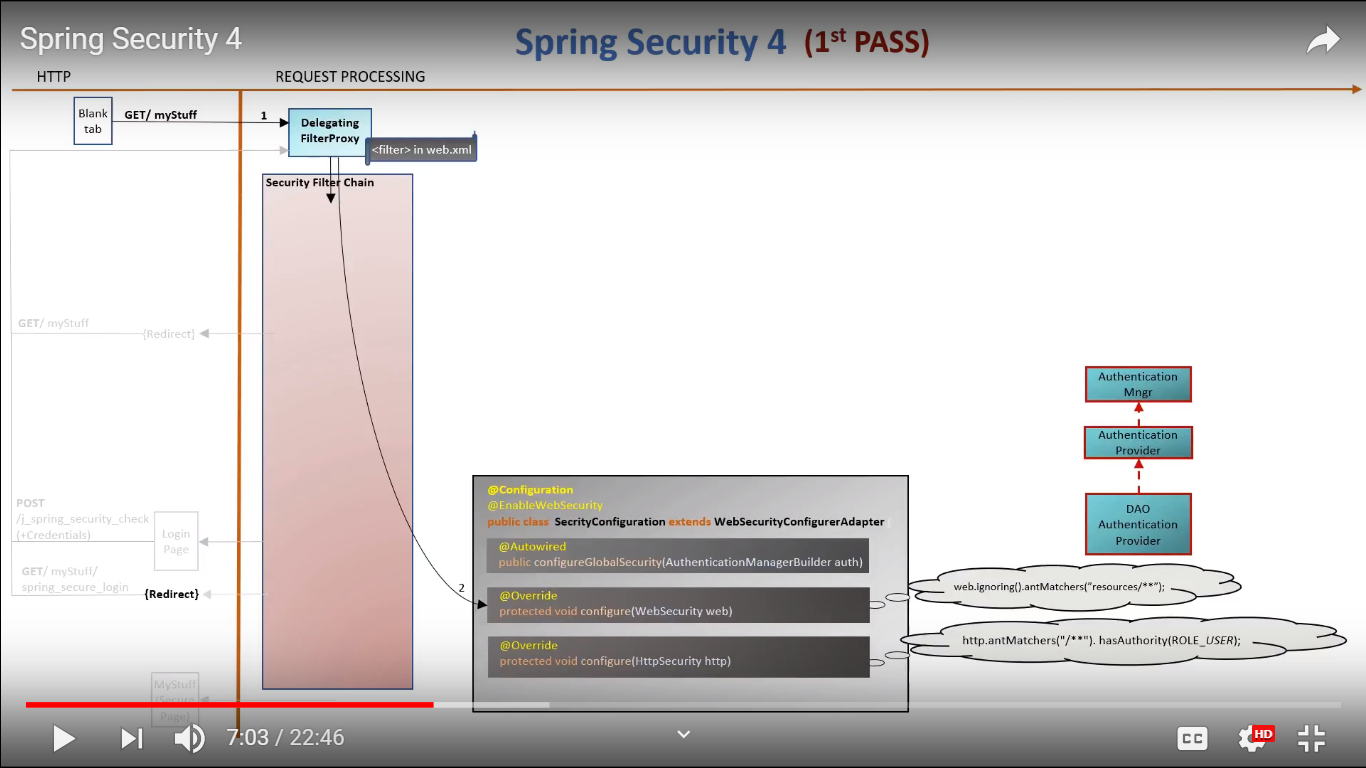 Spring Security 4
Spring Security 4 (1st PASS)
HTTP
REQUEST PROCESSING
Blank
tab
GET/ myStuff
1
Delegating
FilterProxy
<filter> in web.xml
Security Filter Chain
GET/ myStuff
{Redirect}
Authentication
Mngr
Authentication
Provider
DAO
Authentication
Provider
POST
/j_spring_security_check
(+Credentials)
Login
Page
GET/ myStuff/
spring_secure_login
{Redirect}
2
@Configuration
@EnableWebSecurity
public class SecrityConfiguration extends WebSecurityConfigurerAdapter {
@Autowired
public configureGlobalSecurity(AuthenticationManagerBuilder auth)
@Override
protected void configure(WebSecurity web)
@Override
protected void configure(HttpSecurity http)
web.ignoring().antMatchers("resources/**");
http.antMatchers("/**"). hasAuthority(ROLE_USER);
MyStuff
(Secure
Page)
7:03 / 22:46
CC
HD